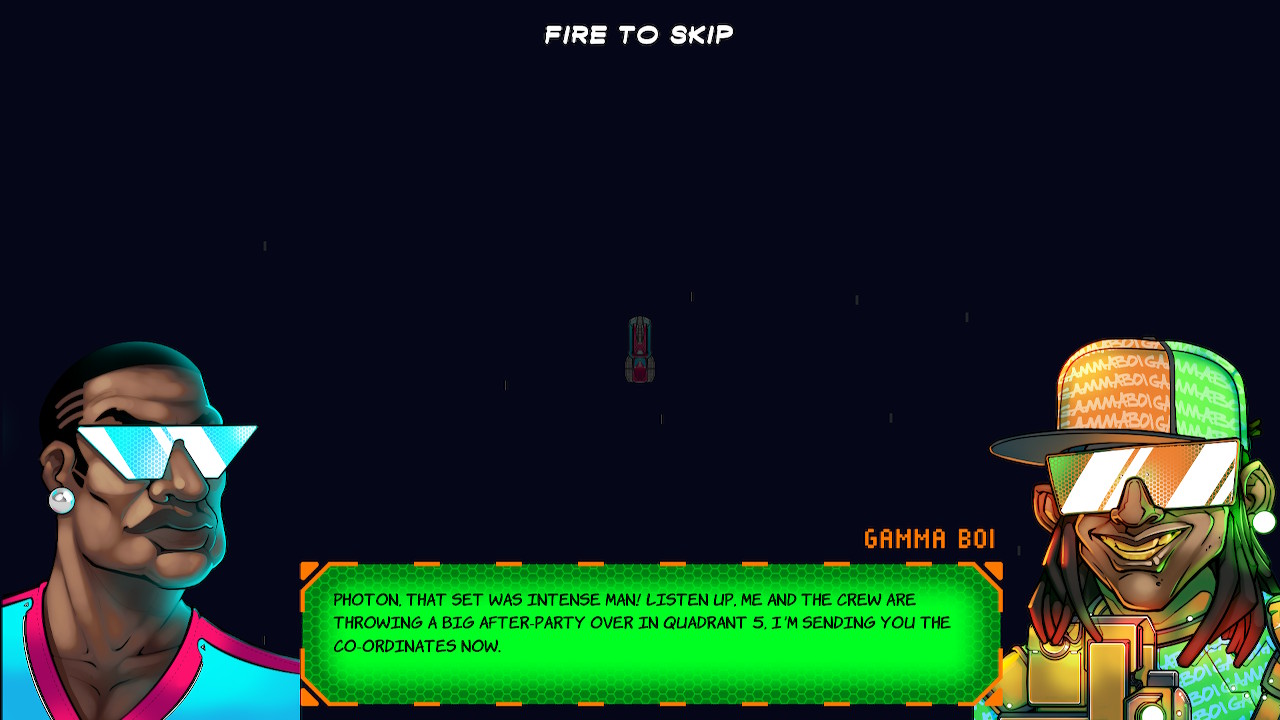 FIRE TO SKIP
GAMMA BOI
PHOTON, THAT SET WAS INTENSE MAN! LISTEN UP, ME AND THE CREW ARE
THROWING A BIG AFTER-PARTY OVER IN QUADRANT 5, I'M SENDING YOU THE
CO-ORDINATES NOW.